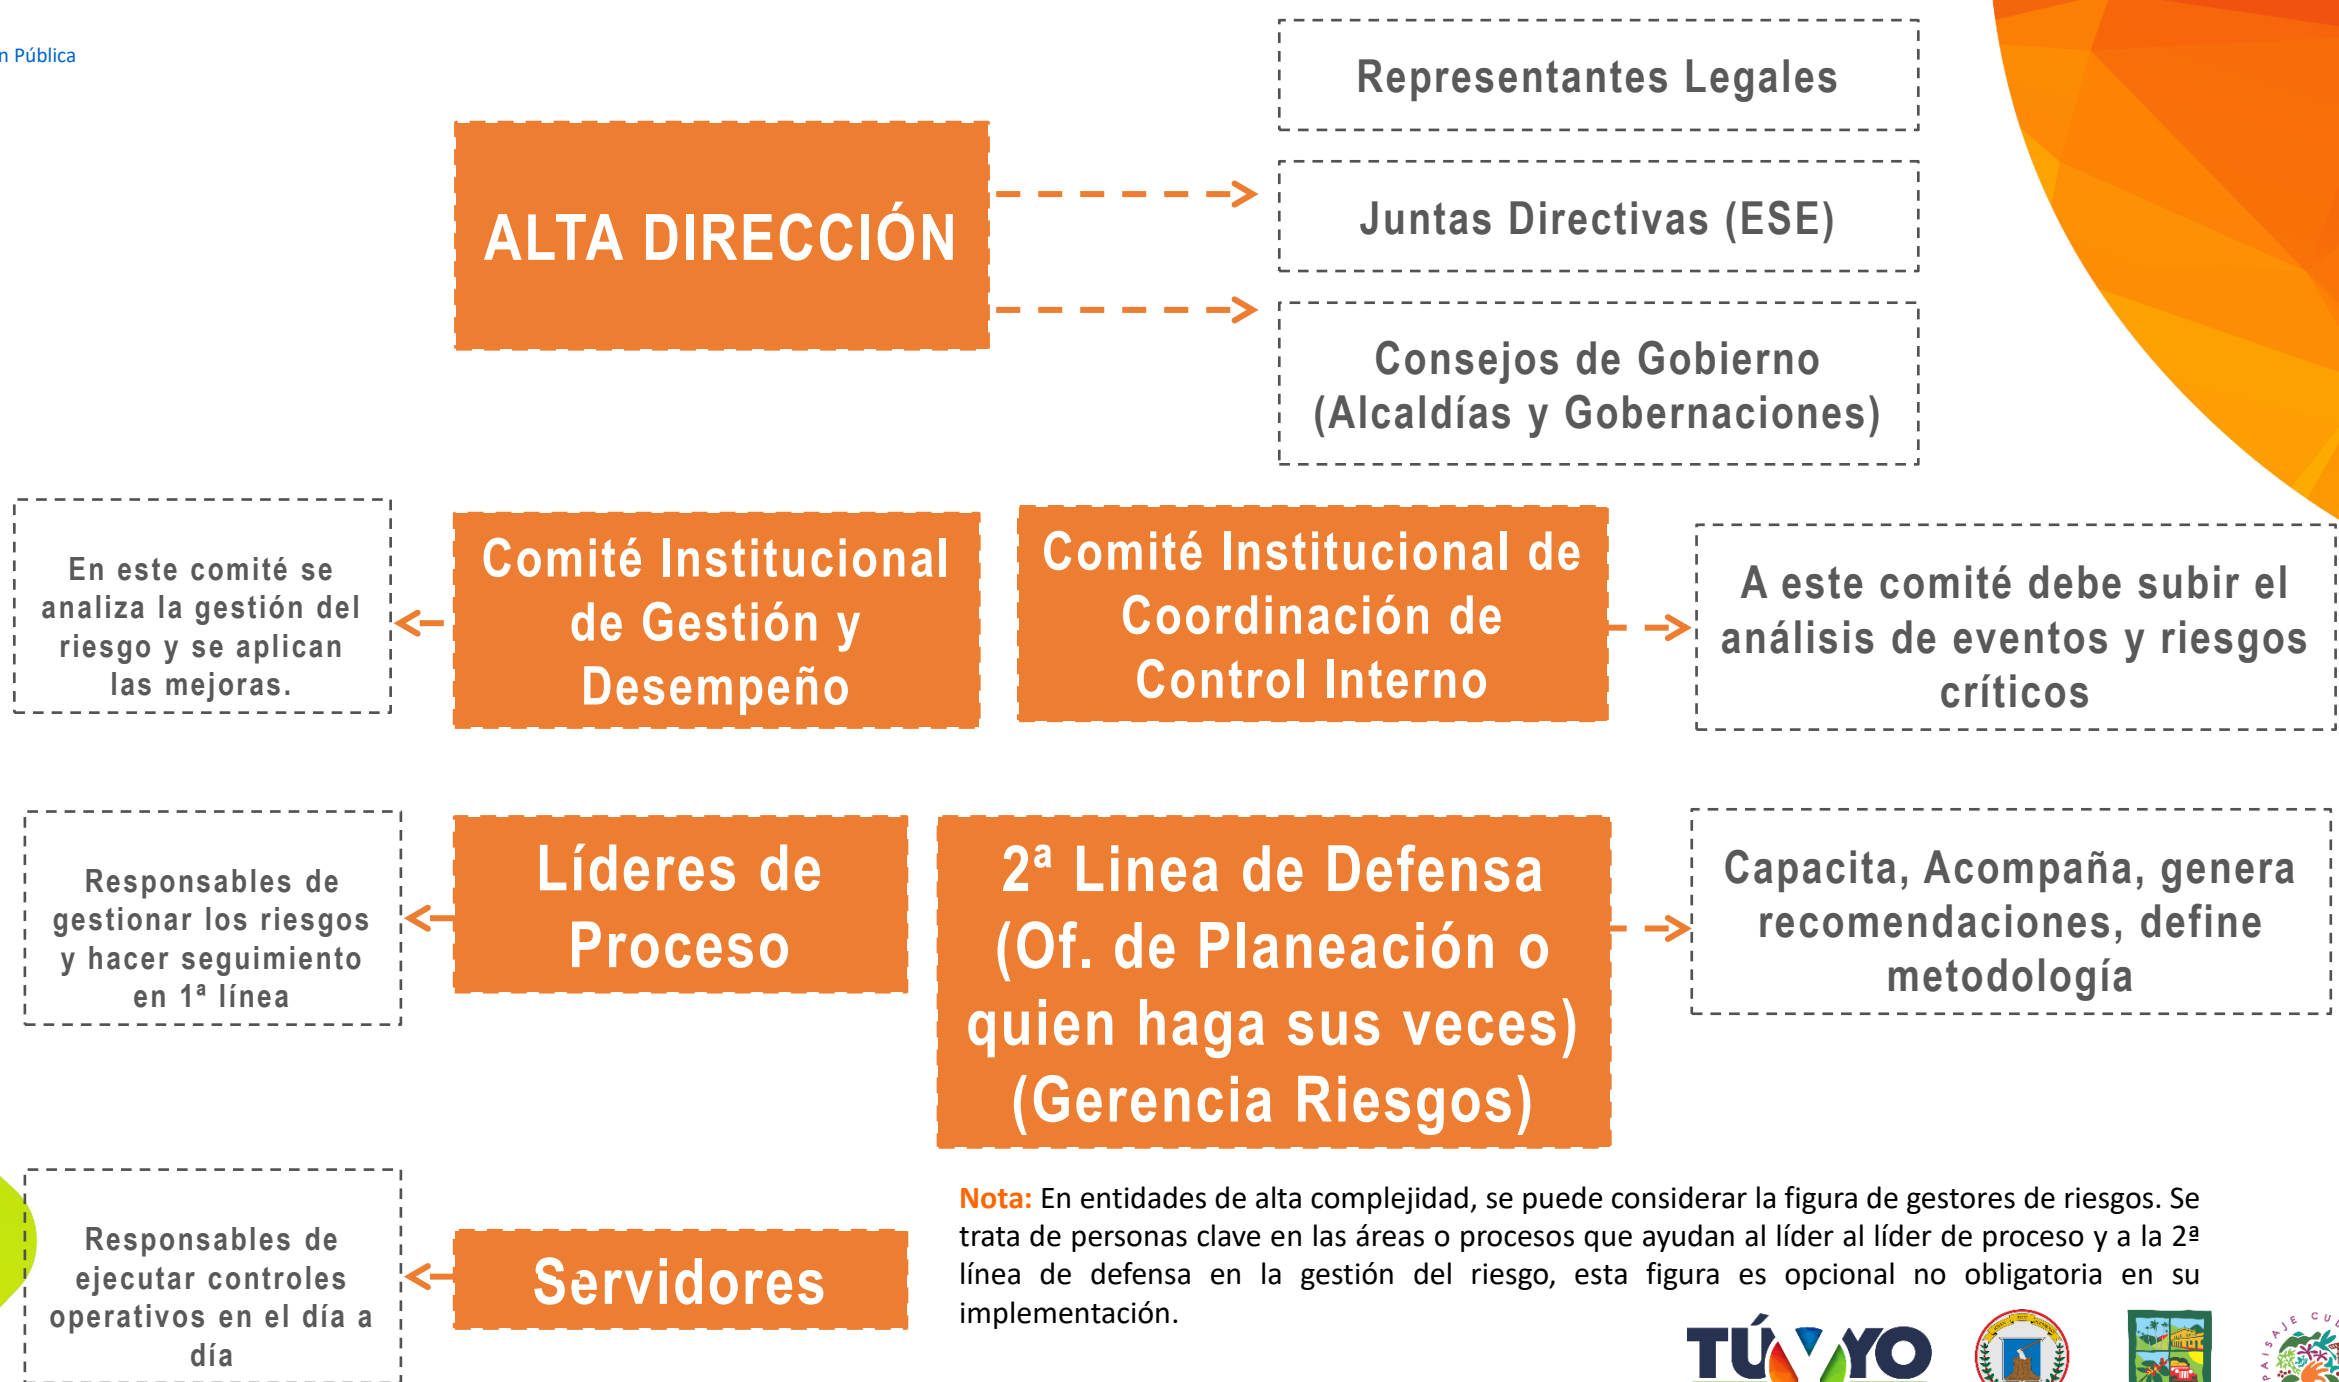 n Pública
Representantes Legales
ALTA DIRECCIÓN
Juntas Directivas (ESE)
Consejos de Gobierno
(Alcaldías y Gobernaciones)
En este comité se
analiza la gestión del
riesgo y se aplican
las mejoras.
Comité Institucional
de Gestión y
Desempeño
Comité Institucional de
Coordinación de
Control Interno
A este comité debe subir el
análisis de eventos y riesgos
críticos
Responsables de
gestionar los riesgos
y hacer seguimiento
en 1ª línea
Líderes de
Proceso
2ª Linea de Defensa
(Of. de Planeación o
quien haga sus veces)
(Gerencia Riesgos)
Capacita, Acompaña, genera
recomendaciones, define
metodología
Responsables de
ejecutar controles
operativos en el día a
día
Servidores
Nota: En entidades de alta complejidad, se puede considerar la figura de gestores de riesgos. Se
trata de personas clave en las áreas o procesos que ayudan al líder al líder de proceso y a la 2ª
línea de defensa en la gestión del riesgo, esta figura es opcional no obligatoria en su
implementación.
TÚ Y YO
PAISAJE CUL